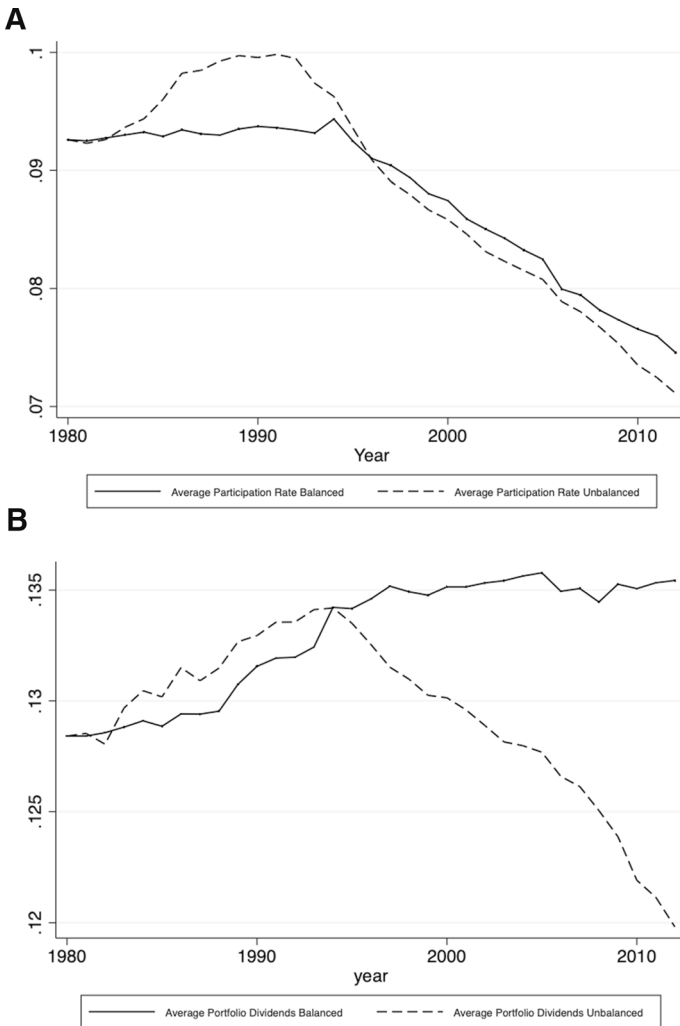 A
.1
.09
.08
.07
1980 1990 2000 2010
Year
Average Participation Rate Balanced Average Participation Rate Unbalanced
B
.135
.13
.125
.12
1980 1990 2000 2010
year
Average Portfolio Dividends Balanced Average Portfolio Dividends Unbalanced